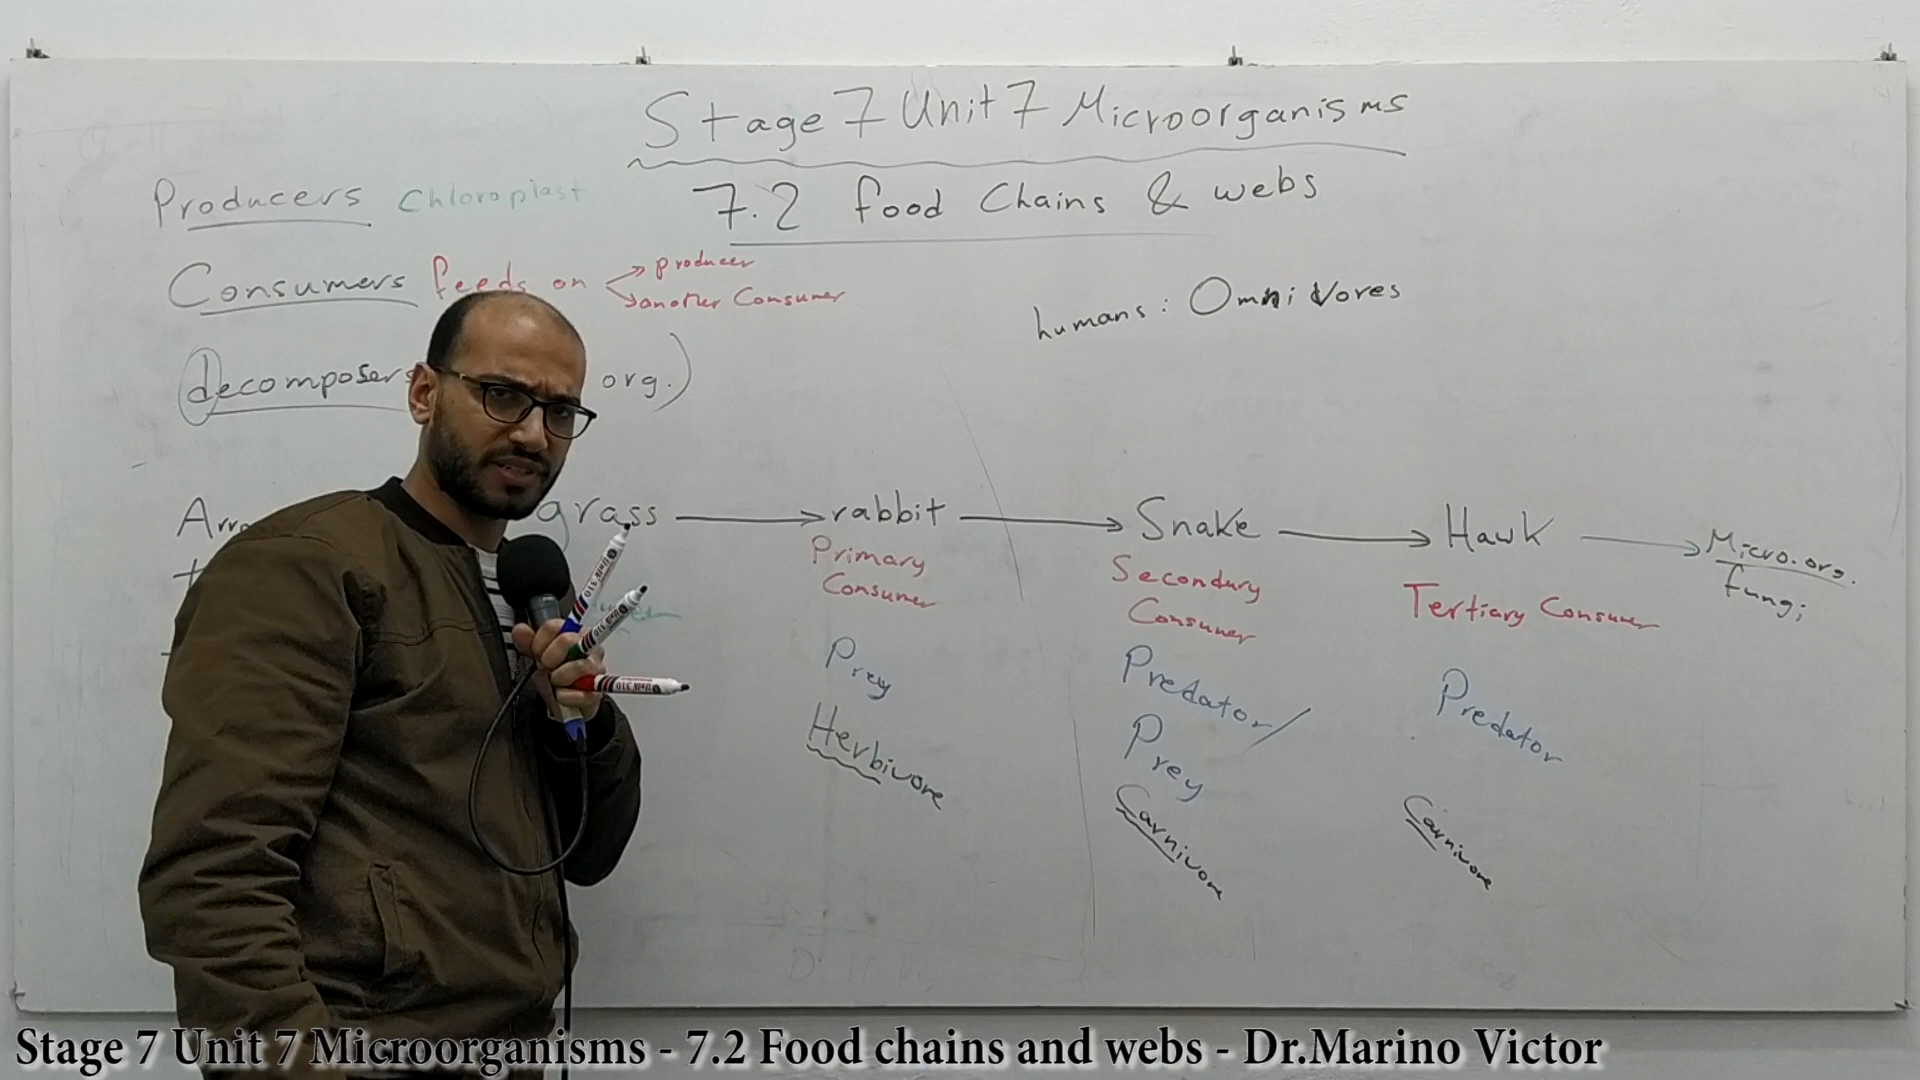 Stage 7 Unit 7 Microorganisms
7.2 food Chains & webs
Producers Chloroplast
Consumers feeds on producer
another Consumer
humans: Omnivores
decomposers org.)
grass → rabbit → Snake → Hawk → Micro.org.
fungi
Primary Consumer
Secondary Consumer
Tertiary Consumer
Prey
Predator/
Prey
Predator
Herbivore
Carnivore
Carnivore
Stage 7 Unit 7 Microorganisms - 7.2 Food chains and webs - Dr.Marino Victor